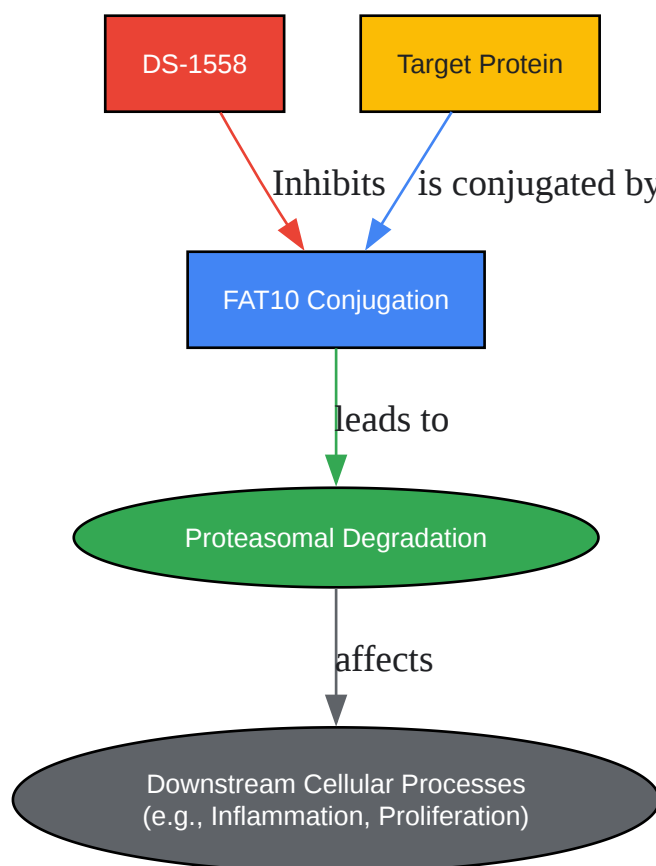 DS-1558
Target Protein
Inhibits
is conjugated by
FAT10 Conjugation
leads to
Proteasomal Degradation
affects
Downstream Cellular Processes
(e.g., Inflammation, Proliferation)